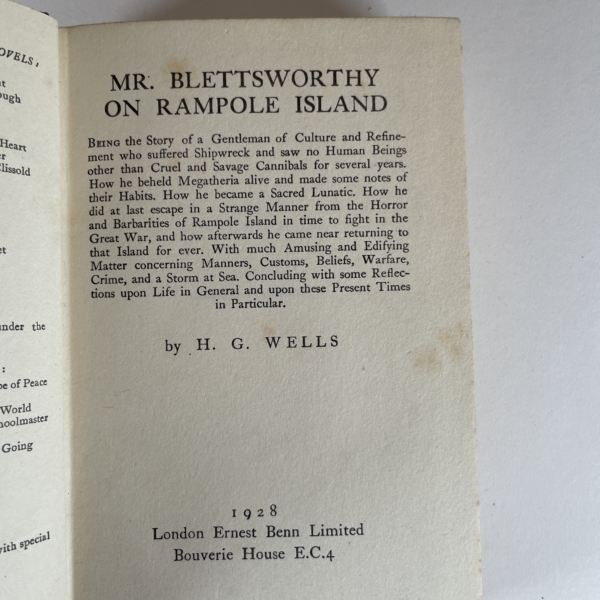 OVELS:
Heart
Clissold
under the
:
pe of Peace
World
hoolmaster
Going
with special
MR. BLETTSWORTHY
ON RAMPOLE ISLAND
BEING the Story of a Gentleman of Culture and Refine-
ment who suffered Shipwreck and saw no Human Beings
other than Cruel and Savage Cannibals for several years.
How he beheld Megatheria alive and made some notes of
their Habits. How he became a Sacred Lunatic. How he
did at last escape in a Strange Manner from the Horror
and Barbarities of Rampole Island in time to fight in the
Great War, and how afterwards he came near returning to
that Island for ever. With much Amusing and Edifying
Matter concerning Manners, Customs, Beliefs, Warfare,
Crime, and a Storm at Sea. Concluding with some Reflec-
tions upon Life in General and upon these Present Times
in Particular.
by H. G. WELLS
1928
London Ernest Benn Limited
Bouverie House E.C.4